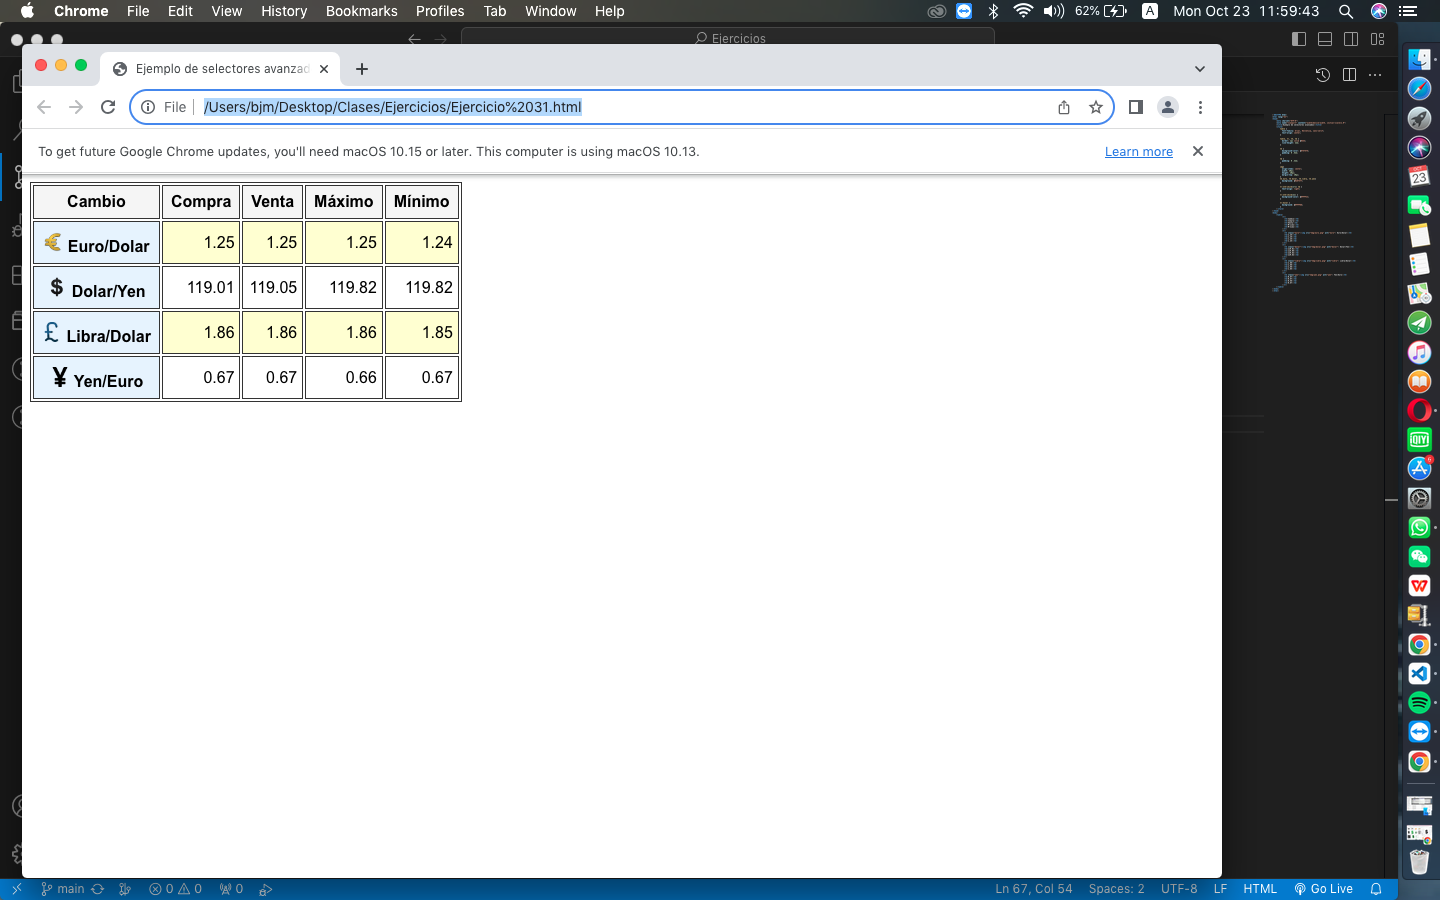 Chrome File Edit View History Bookmarks Profiles Tab Window Help 62% A Mon Oct 23 11:59:43
Ejercicios
Ejemplo de selectores avanzad
File /Users/bjm/Desktop/Clases/Ejercicios/Ejercicio%2031.html
To get future Google Chrome updates, you'll need macOS 10.15 or later. This computer is using macOS 10.13. Learn more
Cambio Compra Venta Máximo Mínimo
€ Euro/Dolar 1.25 1.25 1.25 1.24
$ Dolar/Yen 119.01 119.05 119.82 119.82
£ Libra/Dolar 1.86 1.86 1.86 1.85
¥ Yen/Euro 0.67 0.67 0.66 0.67
main 0 0 0 Ln 67, Col 54 Spaces: 2 UTF-8 LF HTML Go Live
OCT
23
QIY
6